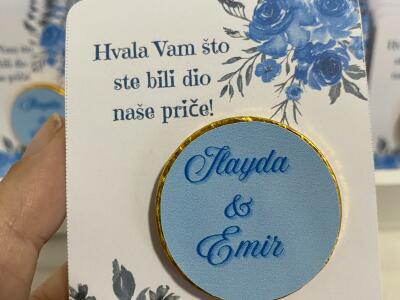 Hvala Vam što
ste bili dio
naše priče!
Ilayda
&
Emir